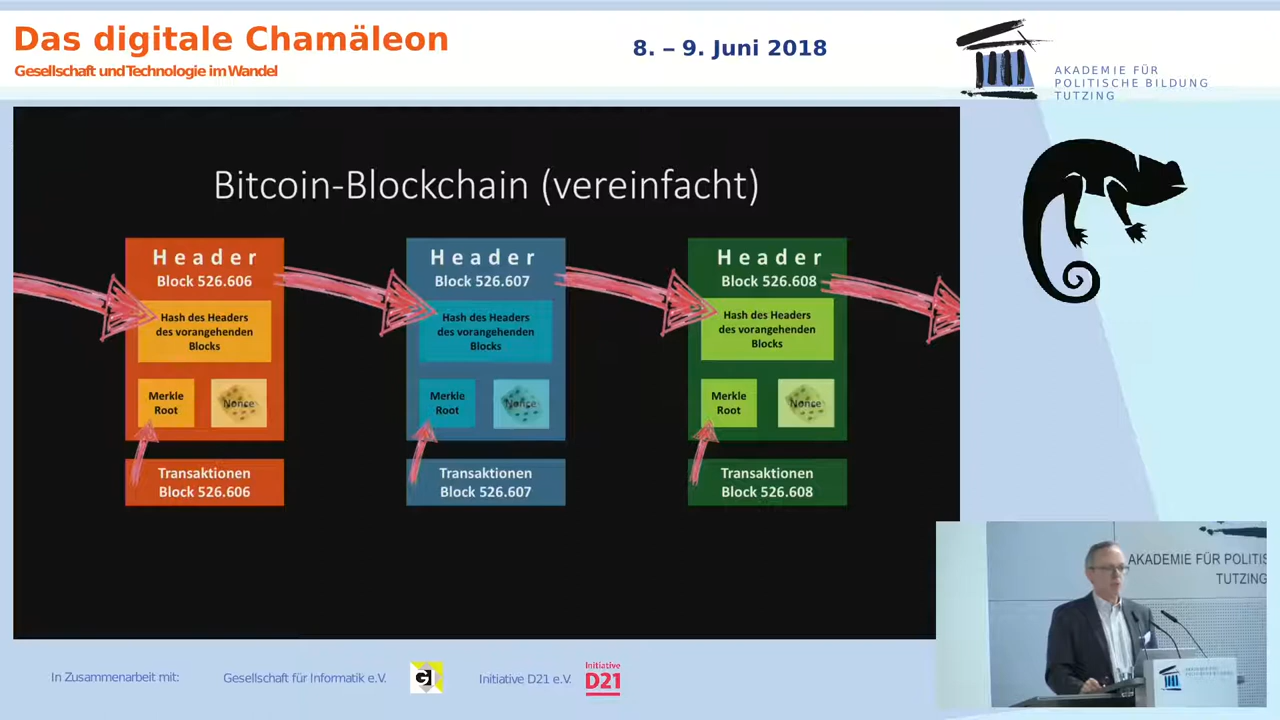 Das digitale Chamäleon
Gesellschaft und Technologie im Wandel
8. – 9. Juni 2018
AKADEMIE FÜR
POLITISCHE BILDUNG
TUTZING
Bitcoin-Blockchain (vereinfacht)
Header
Block 526.606
Hash des Headers
des vorangehenden
Blocks
Merkle
Root
Nonce
Transaktionen
Block 526.606
Header
Block 526.607
Hash des Headers
des vorangehenden
Blocks
Merkle
Root
Nonce
Transaktionen
Block 526.607
Header
Block 526.608
Hash des Headers
des vorangehenden
Blocks
Merkle
Root
Nonce
Transaktionen
Block 526.608
AKADEMIE FÜR POLITIS
TUTZING
In Zusammenarbeit mit:
Gesellschaft für Informatik e.V.
GI
Initiative D21 e.V.
Initiative
D21